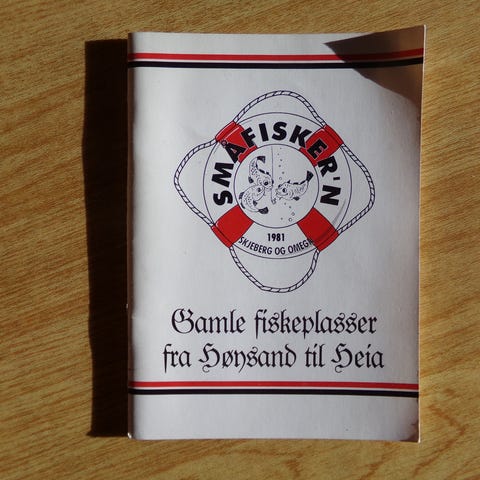 SMÅFISKER'N
1981
SKJEBERG OG OMEGN
Gamle fiskeplasser
fra Høysand til Heia